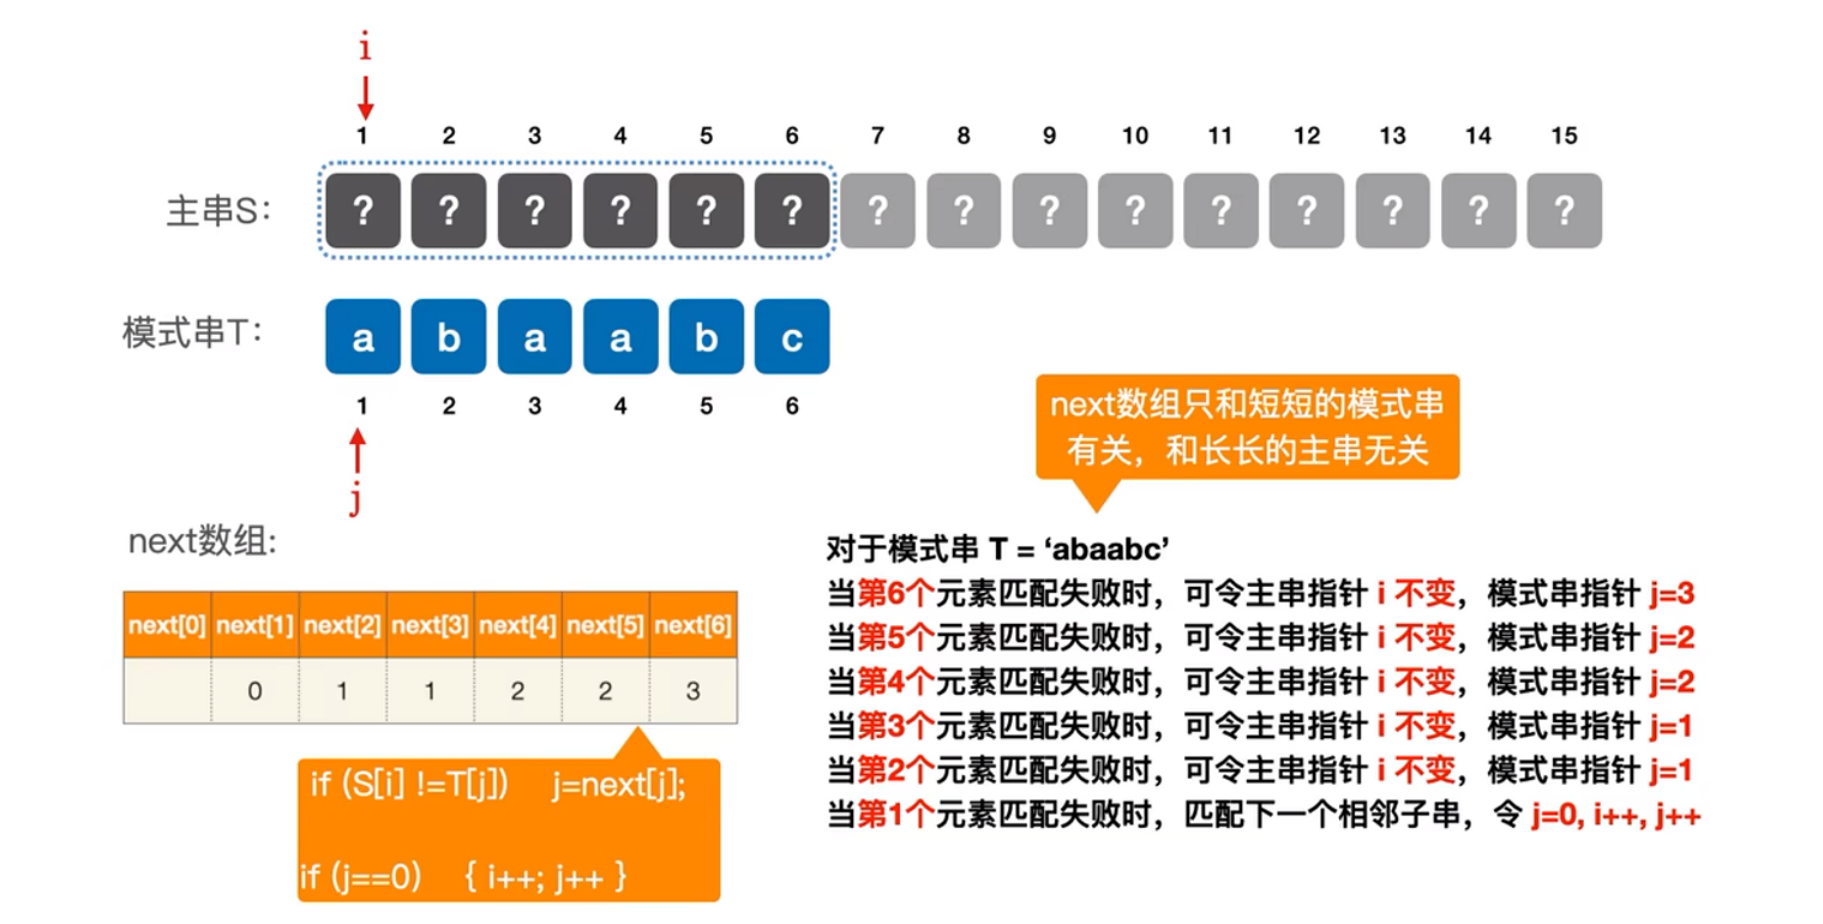 i
1 2 3 4 5 6 7 8 9 10 11 12 13 14 15
主串S： ? ? ? ? ? ? ? ? ? ? ? ? ? ? ?
模式串T： a b a a b c
1 2 3 4 5 6
j
next数组只和短短的模式串
有关，和长长的主串无关
next数组:
next[0] next[1] next[2] next[3] next[4] next[5] next[6]
0 1 1 2 2 3
if (S[i] !=T[j]) j=next[j];
if (j==0) { i++; j++ }
对于模式串 T = ‘abaabc’
当第6个元素匹配失败时，可令主串指针 i 不变，模式串指针 j=3
当第5个元素匹配失败时，可令主串指针 i 不变，模式串指针 j=2
当第4个元素匹配失败时，可令主串指针 i 不变，模式串指针 j=2
当第3个元素匹配失败时，可令主串指针 i 不变，模式串指针 j=1
当第2个元素匹配失败时，可令主串指针 i 不变，模式串指针 j=1
当第1个元素匹配失败时，匹配下一个相邻子串，令 j=0, i++, j++